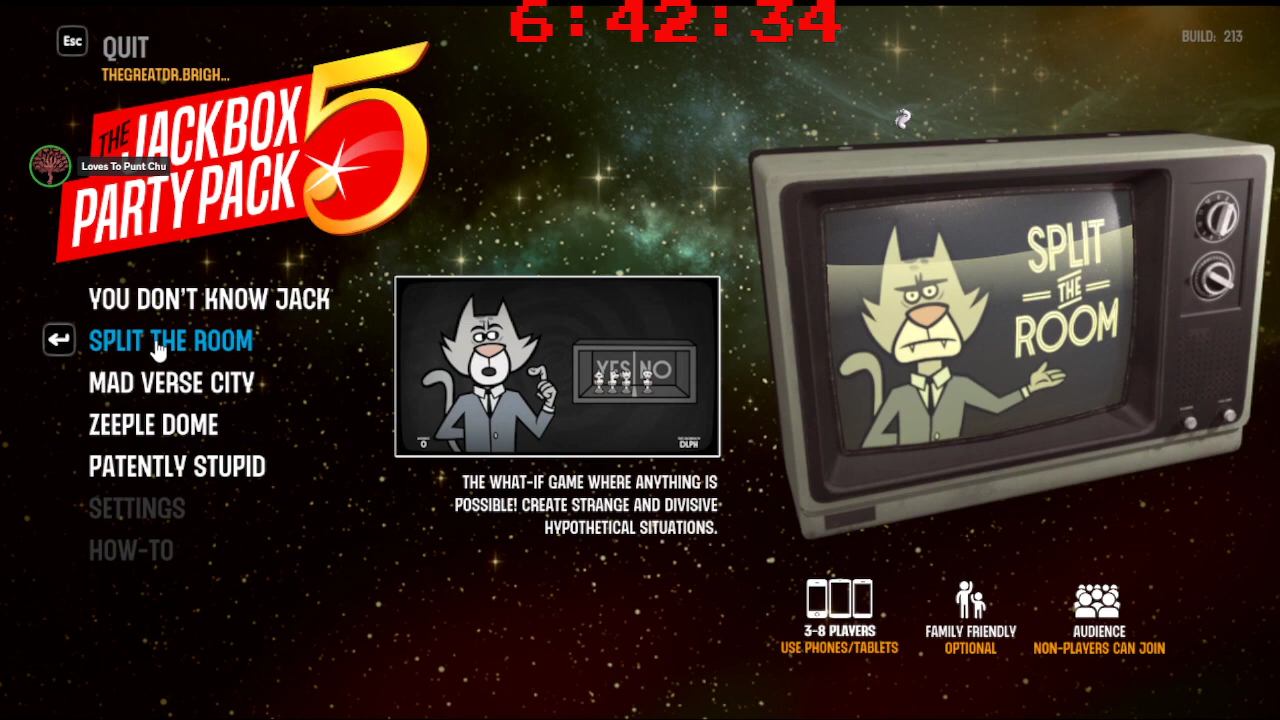 6:42:34
Esc QUIT
BUILD: 213
THEGREATDR.BRIGH...
THE JACKBOX
PARTY PACK 5
Loves To Punt Chu
YOU DON'T KNOW JACK
SPLIT THE ROOM
MAD VERSE CITY
ZEEPLE DOME
PATENTLY STUPID
SETTINGS
HOW-TO
YES NO
0
DLPH
THE WHAT-IF GAME WHERE ANYTHING IS
POSSIBLE! CREATE STRANGE AND DIVISIVE
HYPOTHETICAL SITUATIONS.
SPLIT
THE
ROOM
3-8 PLAYERS
USE PHONES/TABLETS
FAMILY FRIENDLY
OPTIONAL
AUDIENCE
NON-PLAYERS CAN JOIN